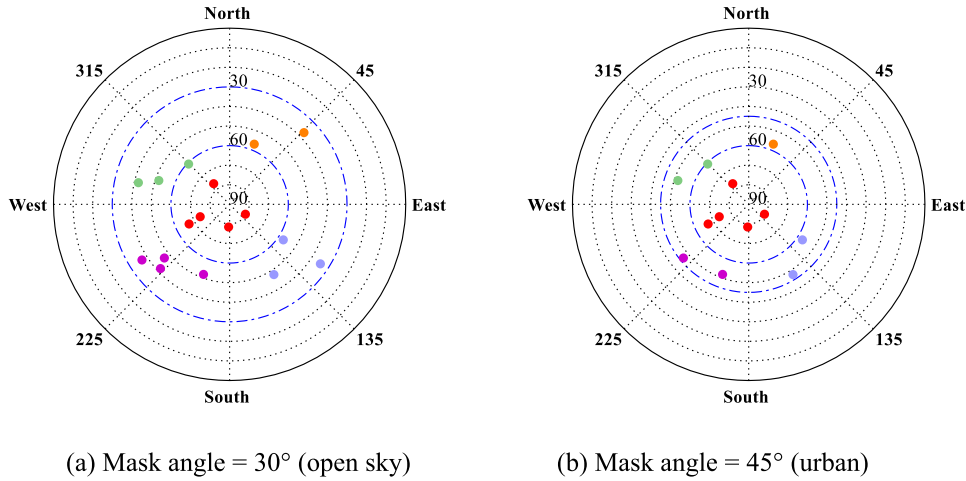 North
315
45
30
60
90
West
East
225
135
South
North
315
45
30
60
90
West
East
225
135
South
(a) Mask angle = 30° (open sky)
(b) Mask angle = 45° (urban)